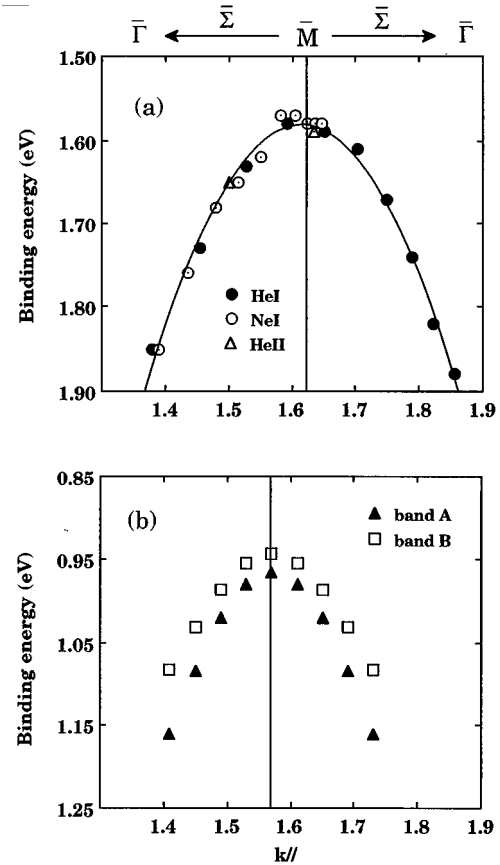 Γ̅ Σ̅ M̅ Σ̅ Γ̅
1.50
(a)
1.60
1.70
1.80
1.90
Binding energy (eV)
HeI
NeI
HeII
1.4 1.5 1.6 1.7 1.8 1.9
0.85
(b)
band A
band B
0.95
1.05
1.15
1.25
Binding energy (eV)
1.4 1.5 1.6 1.7 1.8 1.9
k//